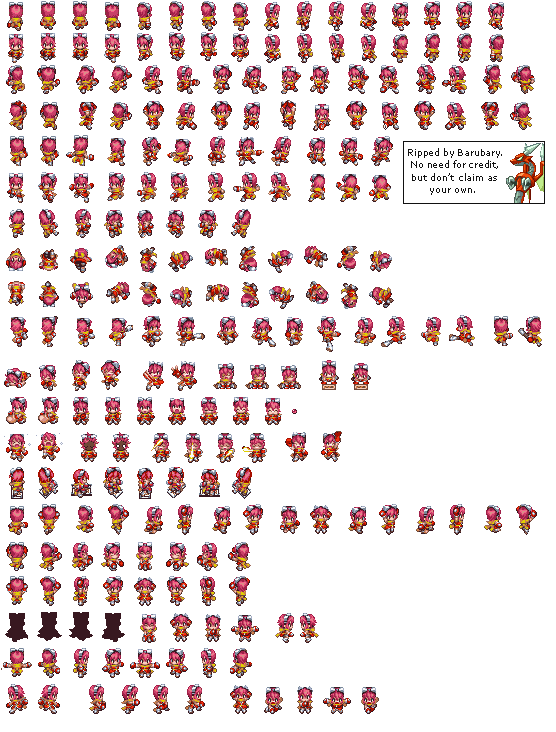 Ripped by Barubary.
No need for credit,
but don't claim as
your own.